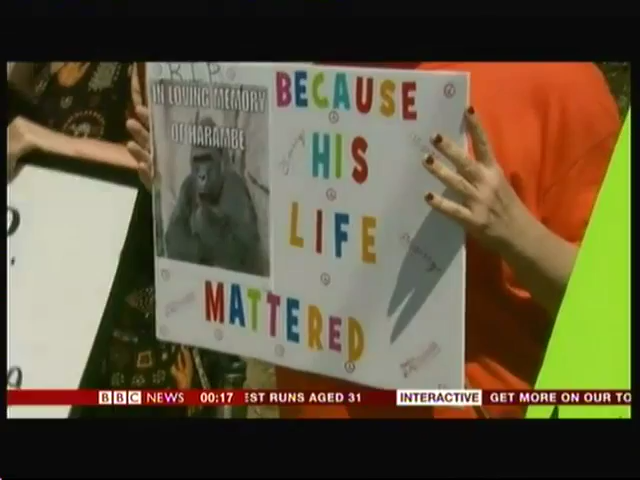 RIP
IN LOVING MEMORY
OF HARAMBE
BECAUSE
HIS
LIFE
MATTERED
BBC NEWS 00:17 EST RUNS AGED 31 INTERACTIVE GET MORE ON OUR TO